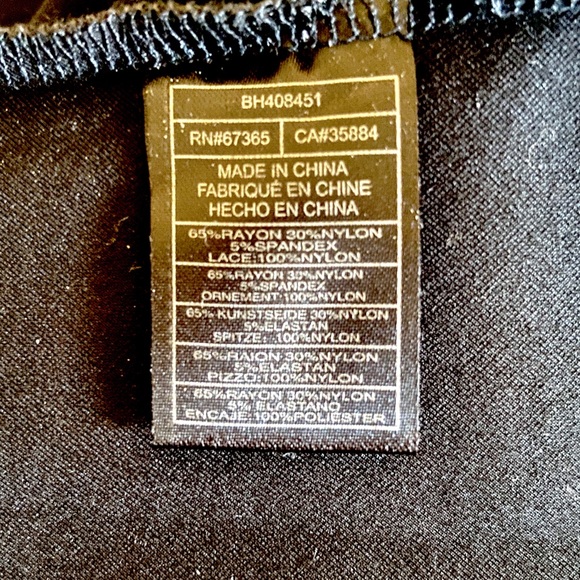 BH408451
RN#67365 CA#35884
MADE IN CHINA
FABRIQUÉ EN CHINE
HECHO EN CHINA
65%RAYON 30%NYLON
5%SPANDEX
LACE:100%NYLON
65%RAYON 30%NYLON
5%SPANDEX
ORNEMENT:100%NYLON
65% KUNSTSEIDE 30%NYLON
5%ELASTAN
SPITZE: 100%NYLON
65%RAION 30%NYLON
5% ELASTAN
PIZZO:100%NYLON
65%RAYON 30%NYLON
5% ELASTANO
ENCAJE:100%POLIESTER